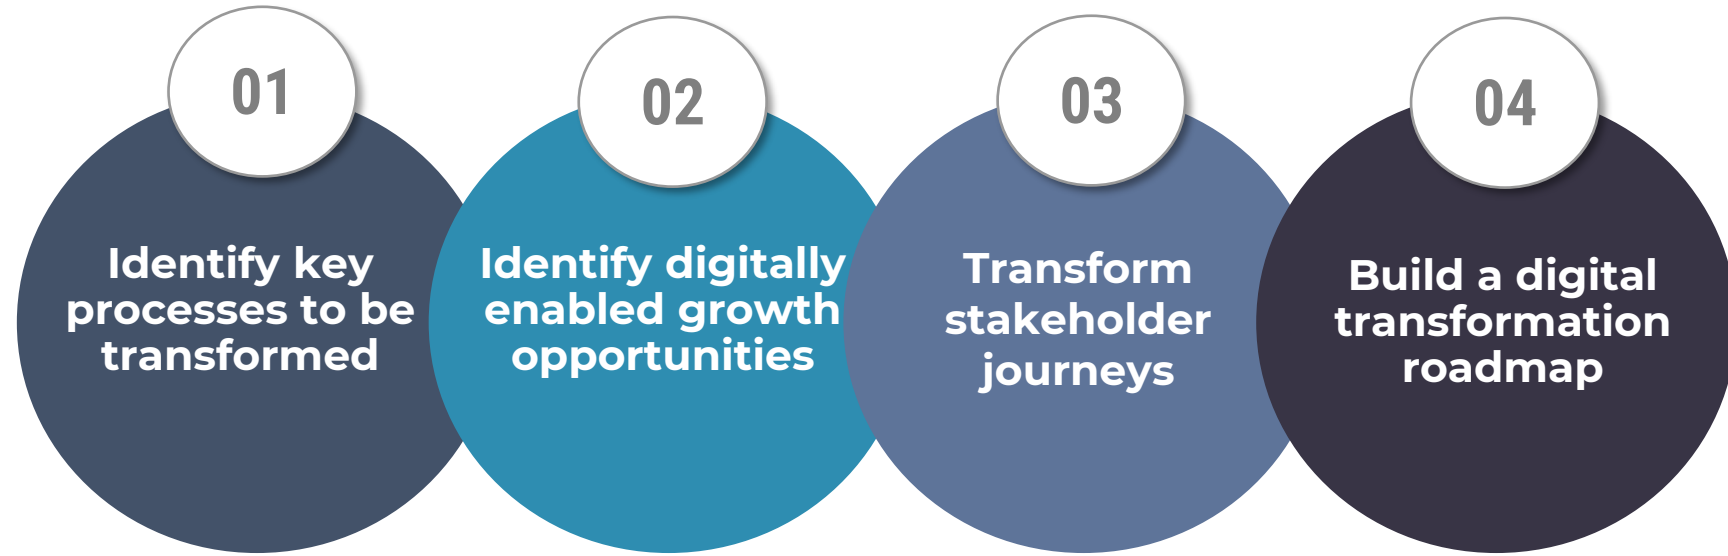 01
Identify key
processes to be
transformed
02
Identify digitally
enabled growth
opportunities
03
Transform
stakeholder
journeys
04
Build a digital
transformation
roadmap